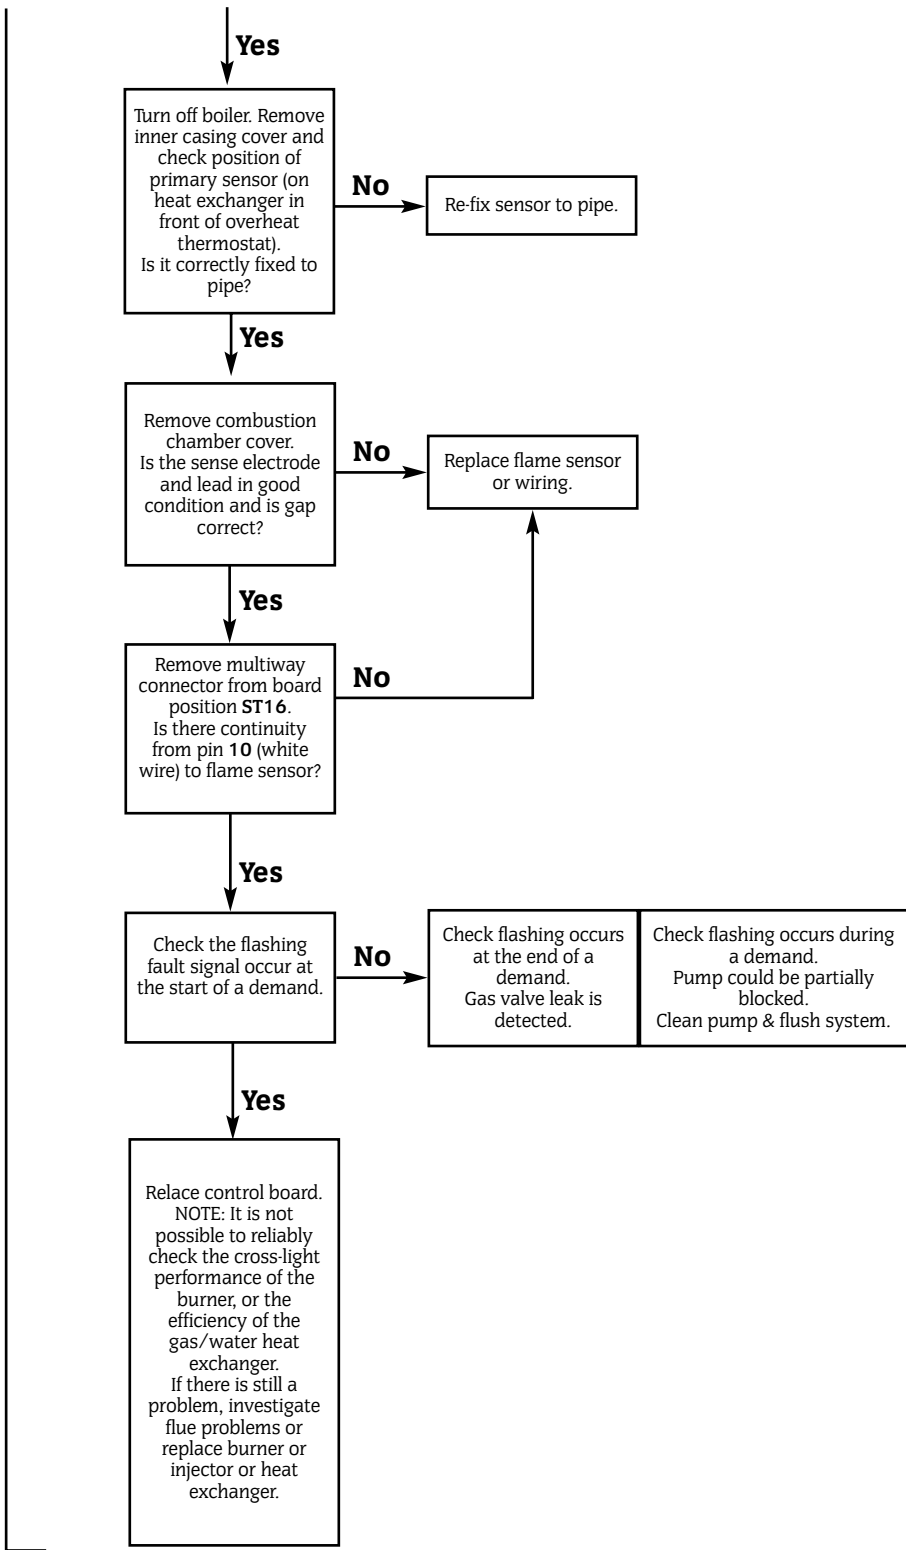 Yes
Turn off boiler. Remove
inner casing cover and
check position of
primary sensor (on
heat exchanger in
front of overheat
thermostat).
Is it correctly fixed to
pipe?
No
Re-fix sensor to pipe.
Yes
Remove combustion
chamber cover.
Is the sense electrode
and lead in good
condition and is gap
correct?
No
Replace flame sensor
or wiring.
Yes
Remove multiway
connector from board
position ST16.
Is there continuity
from pin 10 (white
wire) to flame sensor?
No
Yes
Check the flashing
fault signal occur at
the start of a demand.
No
Check flashing occurs
at the end of a
demand.
Gas valve leak is
detected.
Check flashing occurs during
a demand.
Pump could be partially
blocked.
Clean pump & flush system.
Yes
Relace control board.
NOTE: It is not
possible to reliably
check the cross-light
performance of the
burner, or the
efficiency of the
gas/water heat
exchanger.
If there is still a
problem, investigate
flue problems or
replace burner or
injector or heat
exchanger.